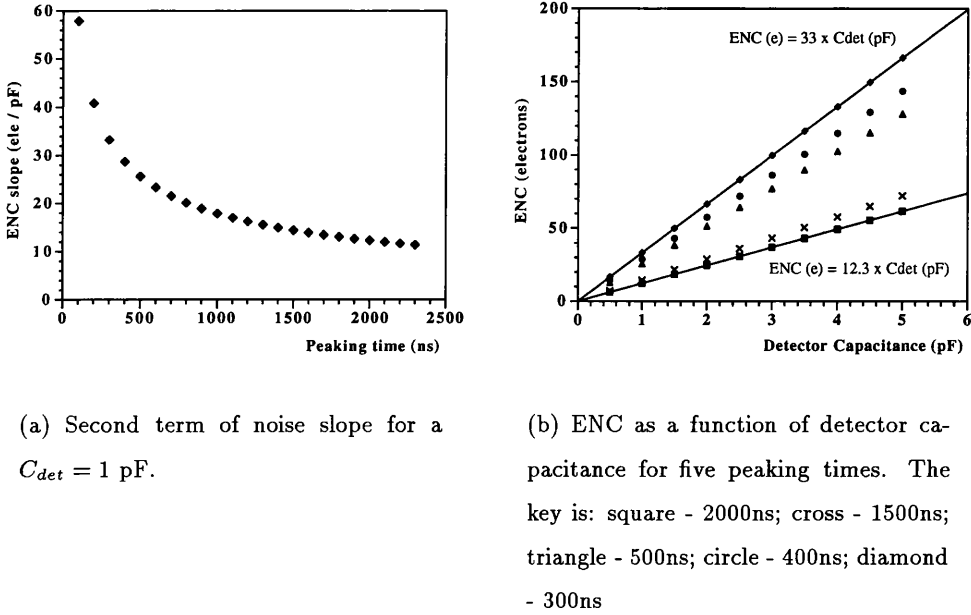 60
50
40
30
20
10
0
ENC slope (ele / pF)
0 500 1000 1500 2000 2500
Peaking time (ns)
200
150
100
50
0
ENC (electrons)
ENC (e) = 33 x Cdet (pF)
ENC (e) = 12.3 x Cdet (pF)
0 1 2 3 4 5 6
Detector Capacitance (pF)
(a) Second term of noise slope for a
C_det = 1 pF.
(b) ENC as a function of detector ca-
pacitance for five peaking times. The
key is: square - 2000ns; cross - 1500ns;
triangle - 500ns; circle - 400ns; diamond
- 300ns